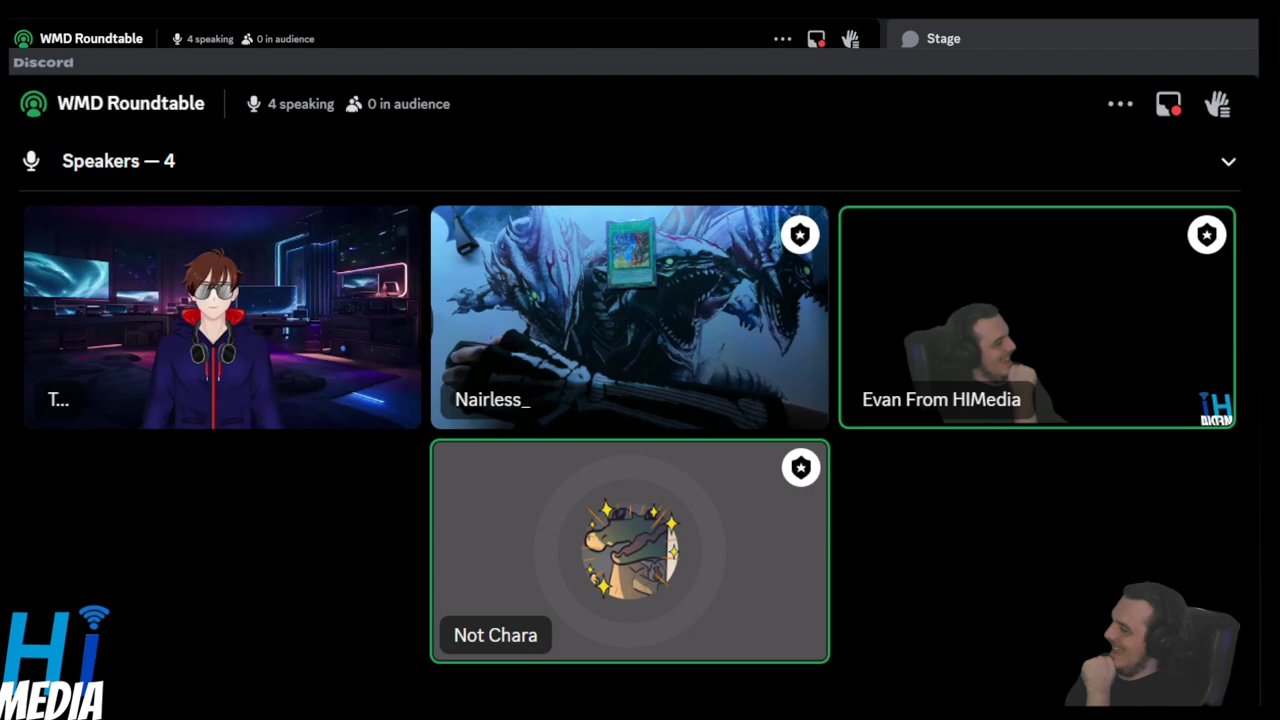 WMD Roundtable 4 speaking 0 in audience Stage
Discord
WMD Roundtable 4 speaking 0 in audience
Speakers — 4
T...
Nairless_
Evan From HIMedia
Not Chara
Hi
MEDIA